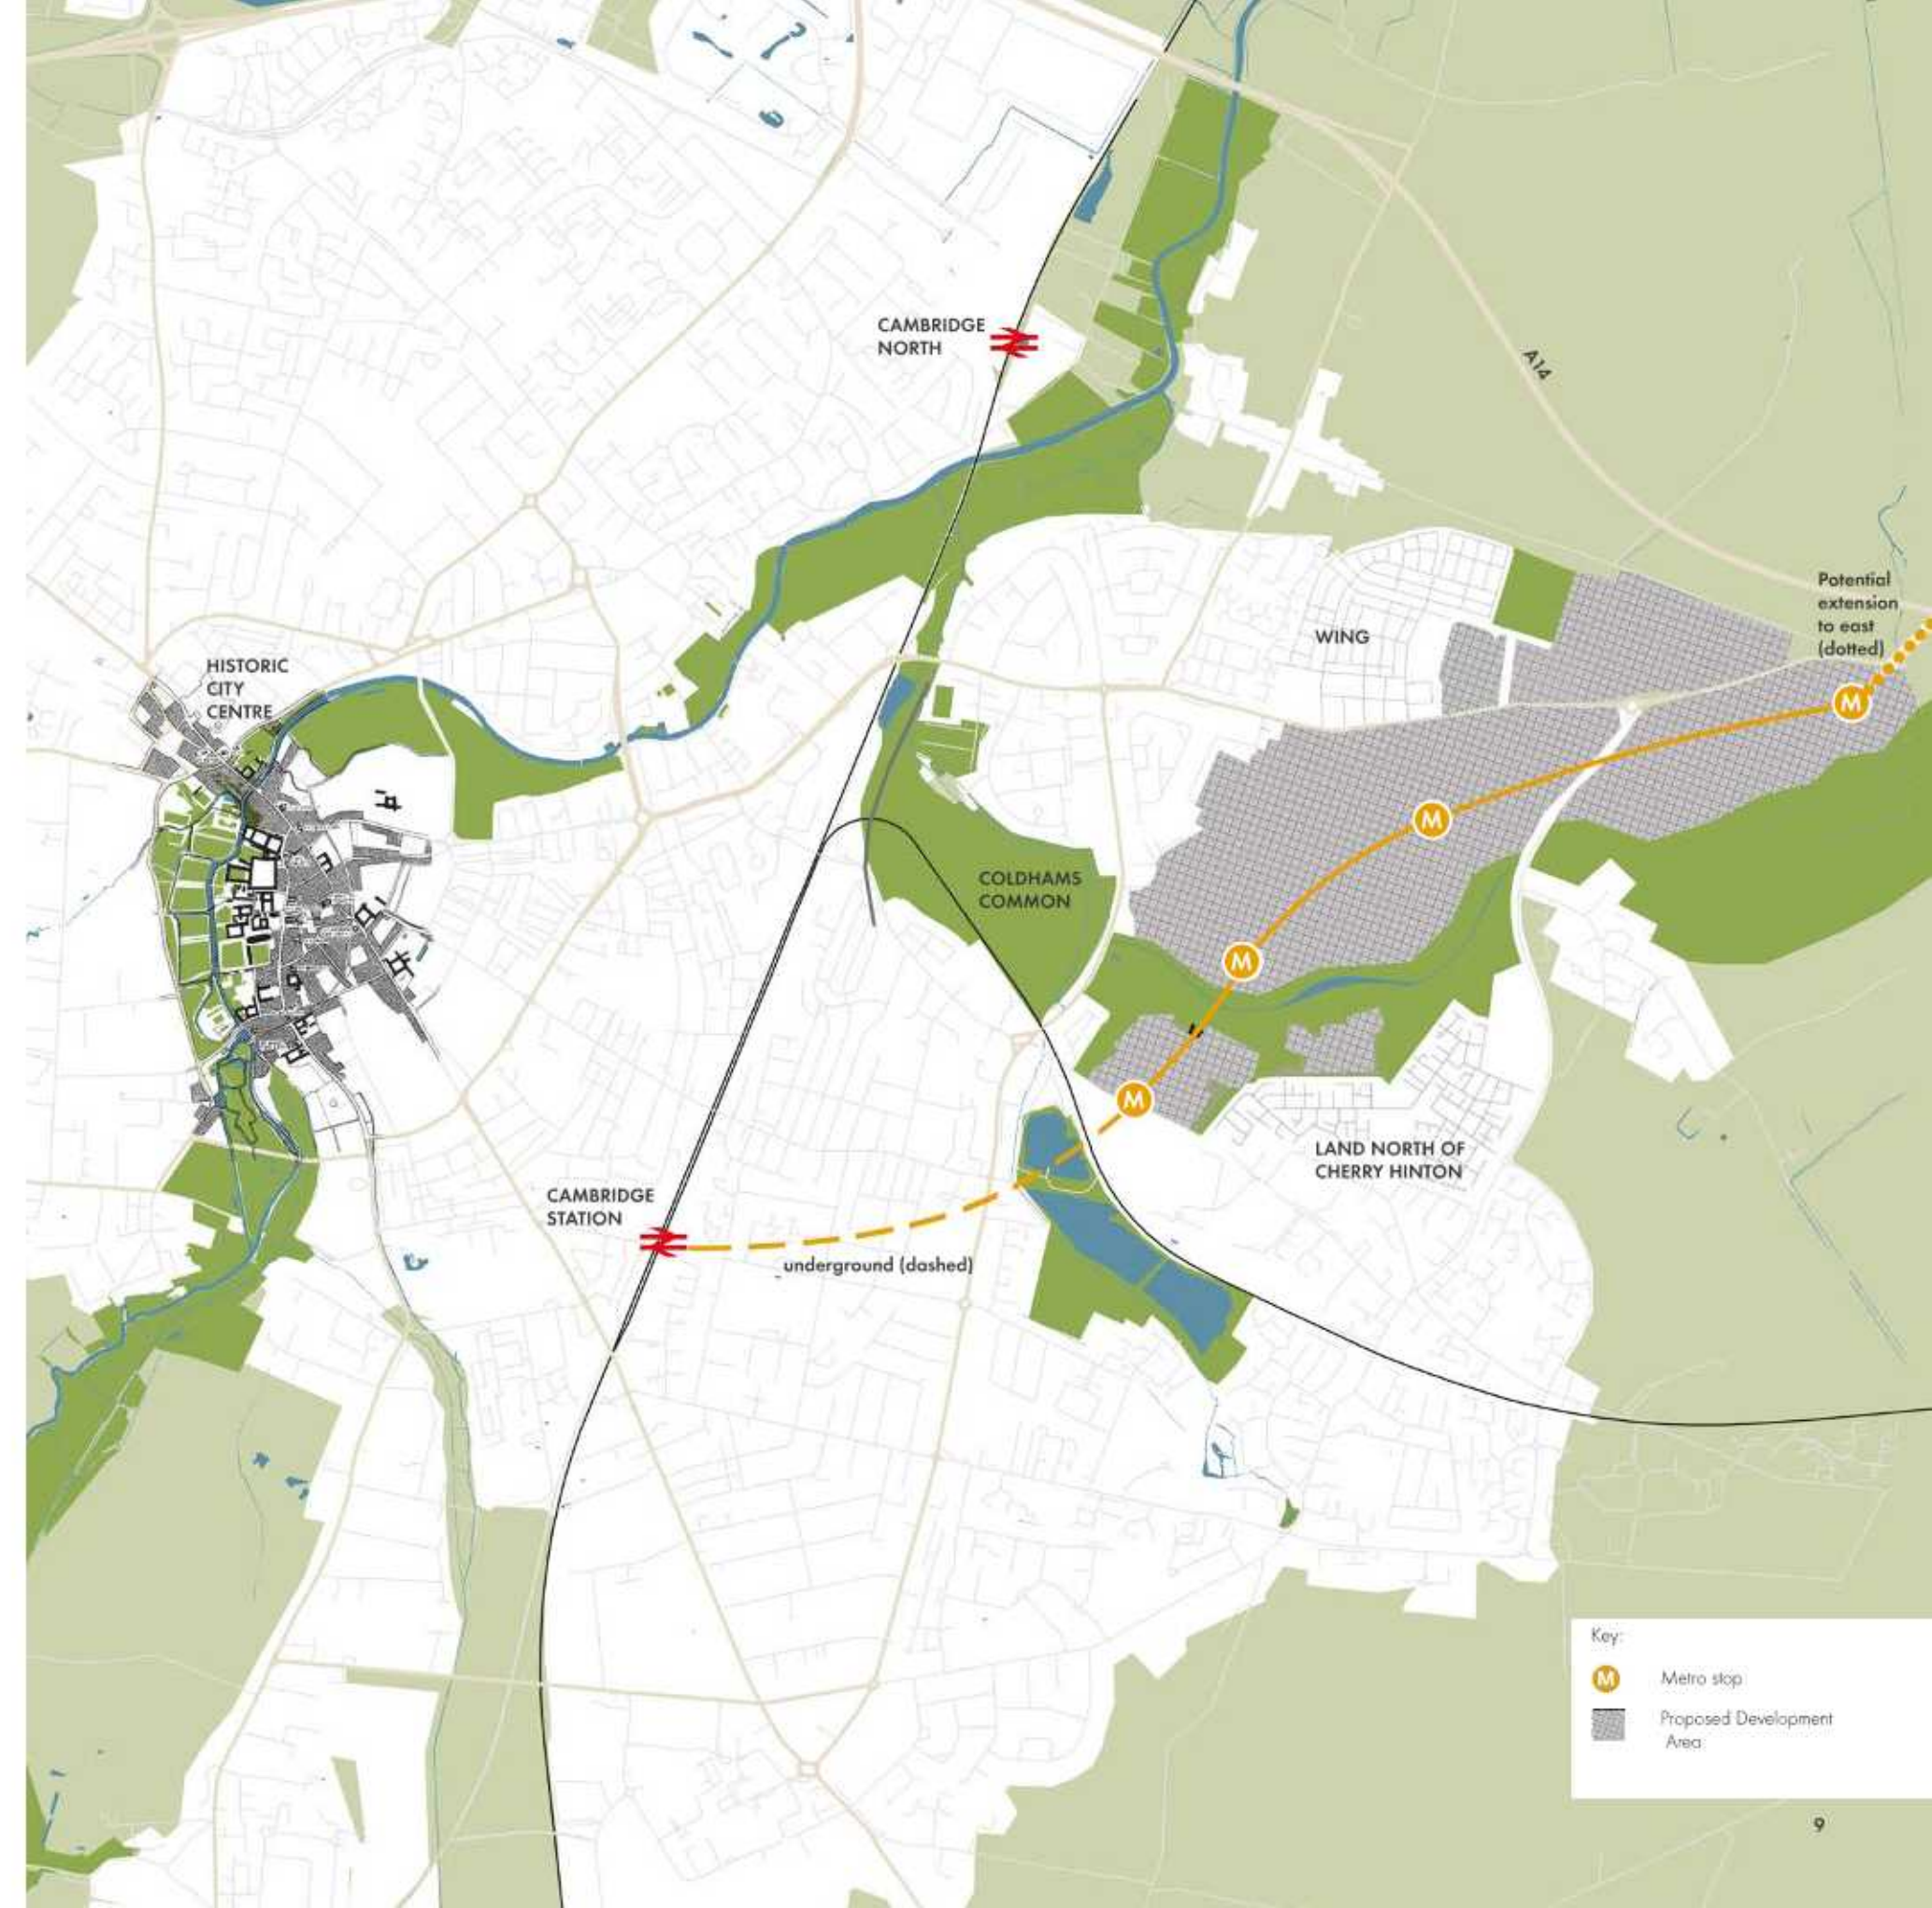 CAMBRIDGE
NORTH
A14
Potential
extension
to east
(dotted)
WING
HISTORIC
CITY
CENTRE
M
M
COLDHAMS
COMMON
M
M
LAND NORTH OF
CHERRY HINTON
CAMBRIDGE
STATION
underground (dashed)
Key:
M Metro stop
Proposed Development
Area
9